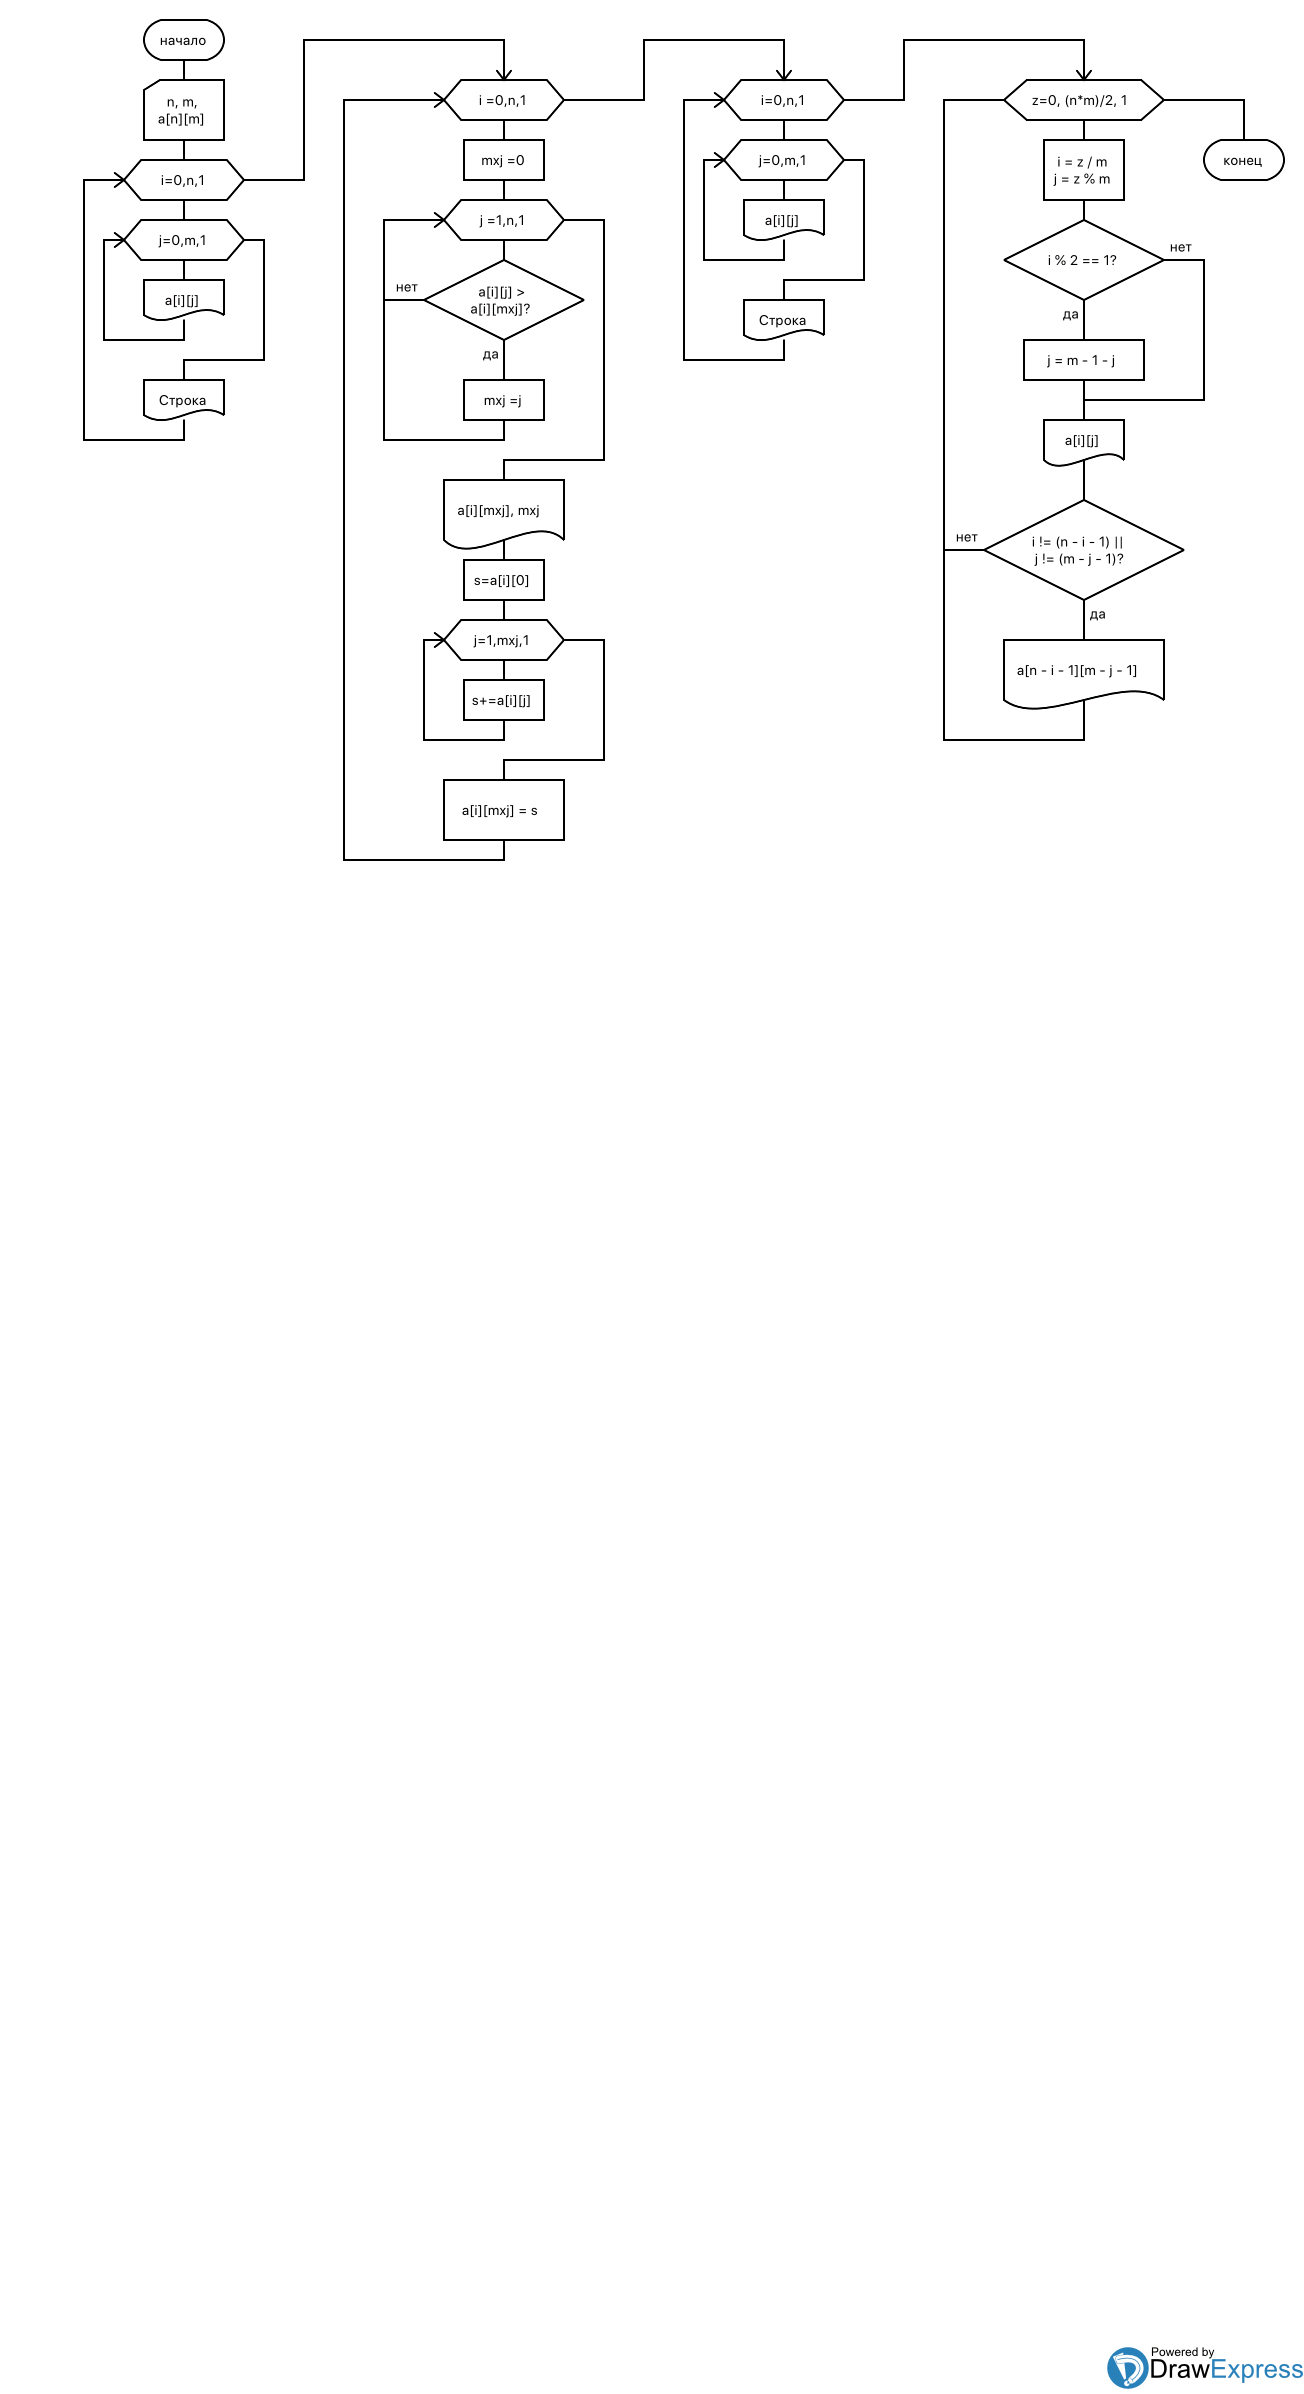 начало
n, m,
a[n][m]
i=0,n,1
j=0,m,1
a[i][j]
Строка
i =0,n,1
mxj =0
j =1,n,1
a[i][j] >
a[i][mxj]?
нет
да
mxj =j
a[i][mxj], mxj
s=a[i][0]
j=1,mxj,1
s+=a[i][j]
a[i][mxj] = s
i=0,n,1
j=0,m,1
a[i][j]
Строка
z=0, (n*m)/2, 1
i = z / m
j = z % m
i % 2 == 1?
нет
да
j = m - 1 - j
a[i][j]
i != (n - i - 1) ||
j != (m - j - 1)?
нет
да
a[n - i - 1][m - j - 1]
конец
Powered by
DrawExpress